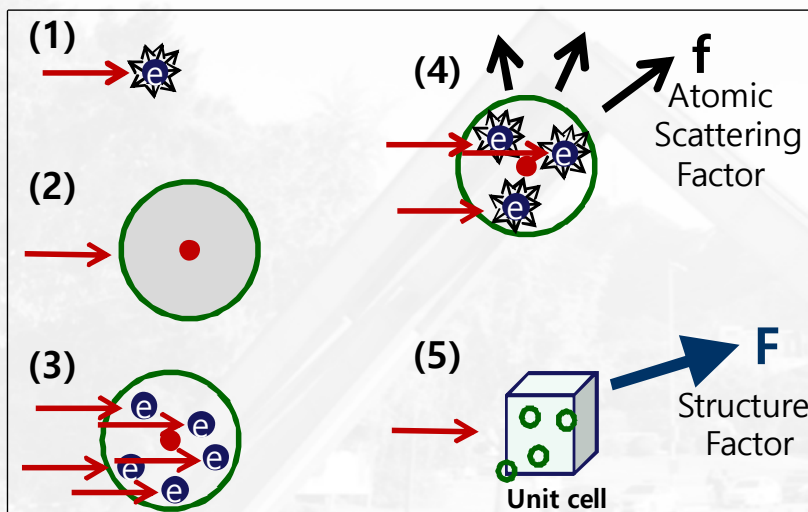 (1)
e
(2)
(3)
e
e
e
e
e
(4)
e
e
e
f
Atomic
Scattering
Factor
(5)
F
Structure
Factor
Unit cell